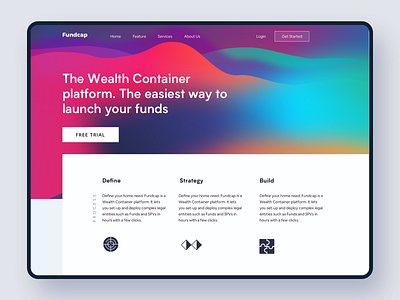 Fundcap
Home Feature Services About Us
Login Get Started
The Wealth Container
platform. The easiest way to
launch your funds
FREE TRIAL
Define Strategy Build
Define your home need: Fundcap is a
Wealth Container platform. It lets
you set-up and deploy complex legal
entities such as Funds and SPVs in
hours with a few clicks.
Define your home need: Fundcap is a
Wealth Container platform. It lets
you set-up and deploy complex legal
entities such as Funds and SPVs in
hours with a few clicks.
Define your home need: Fundcap is a
Wealth Container platform. It lets
you set-up and deploy complex legal
entities such as Funds and SPVs in
hours with a few clicks.